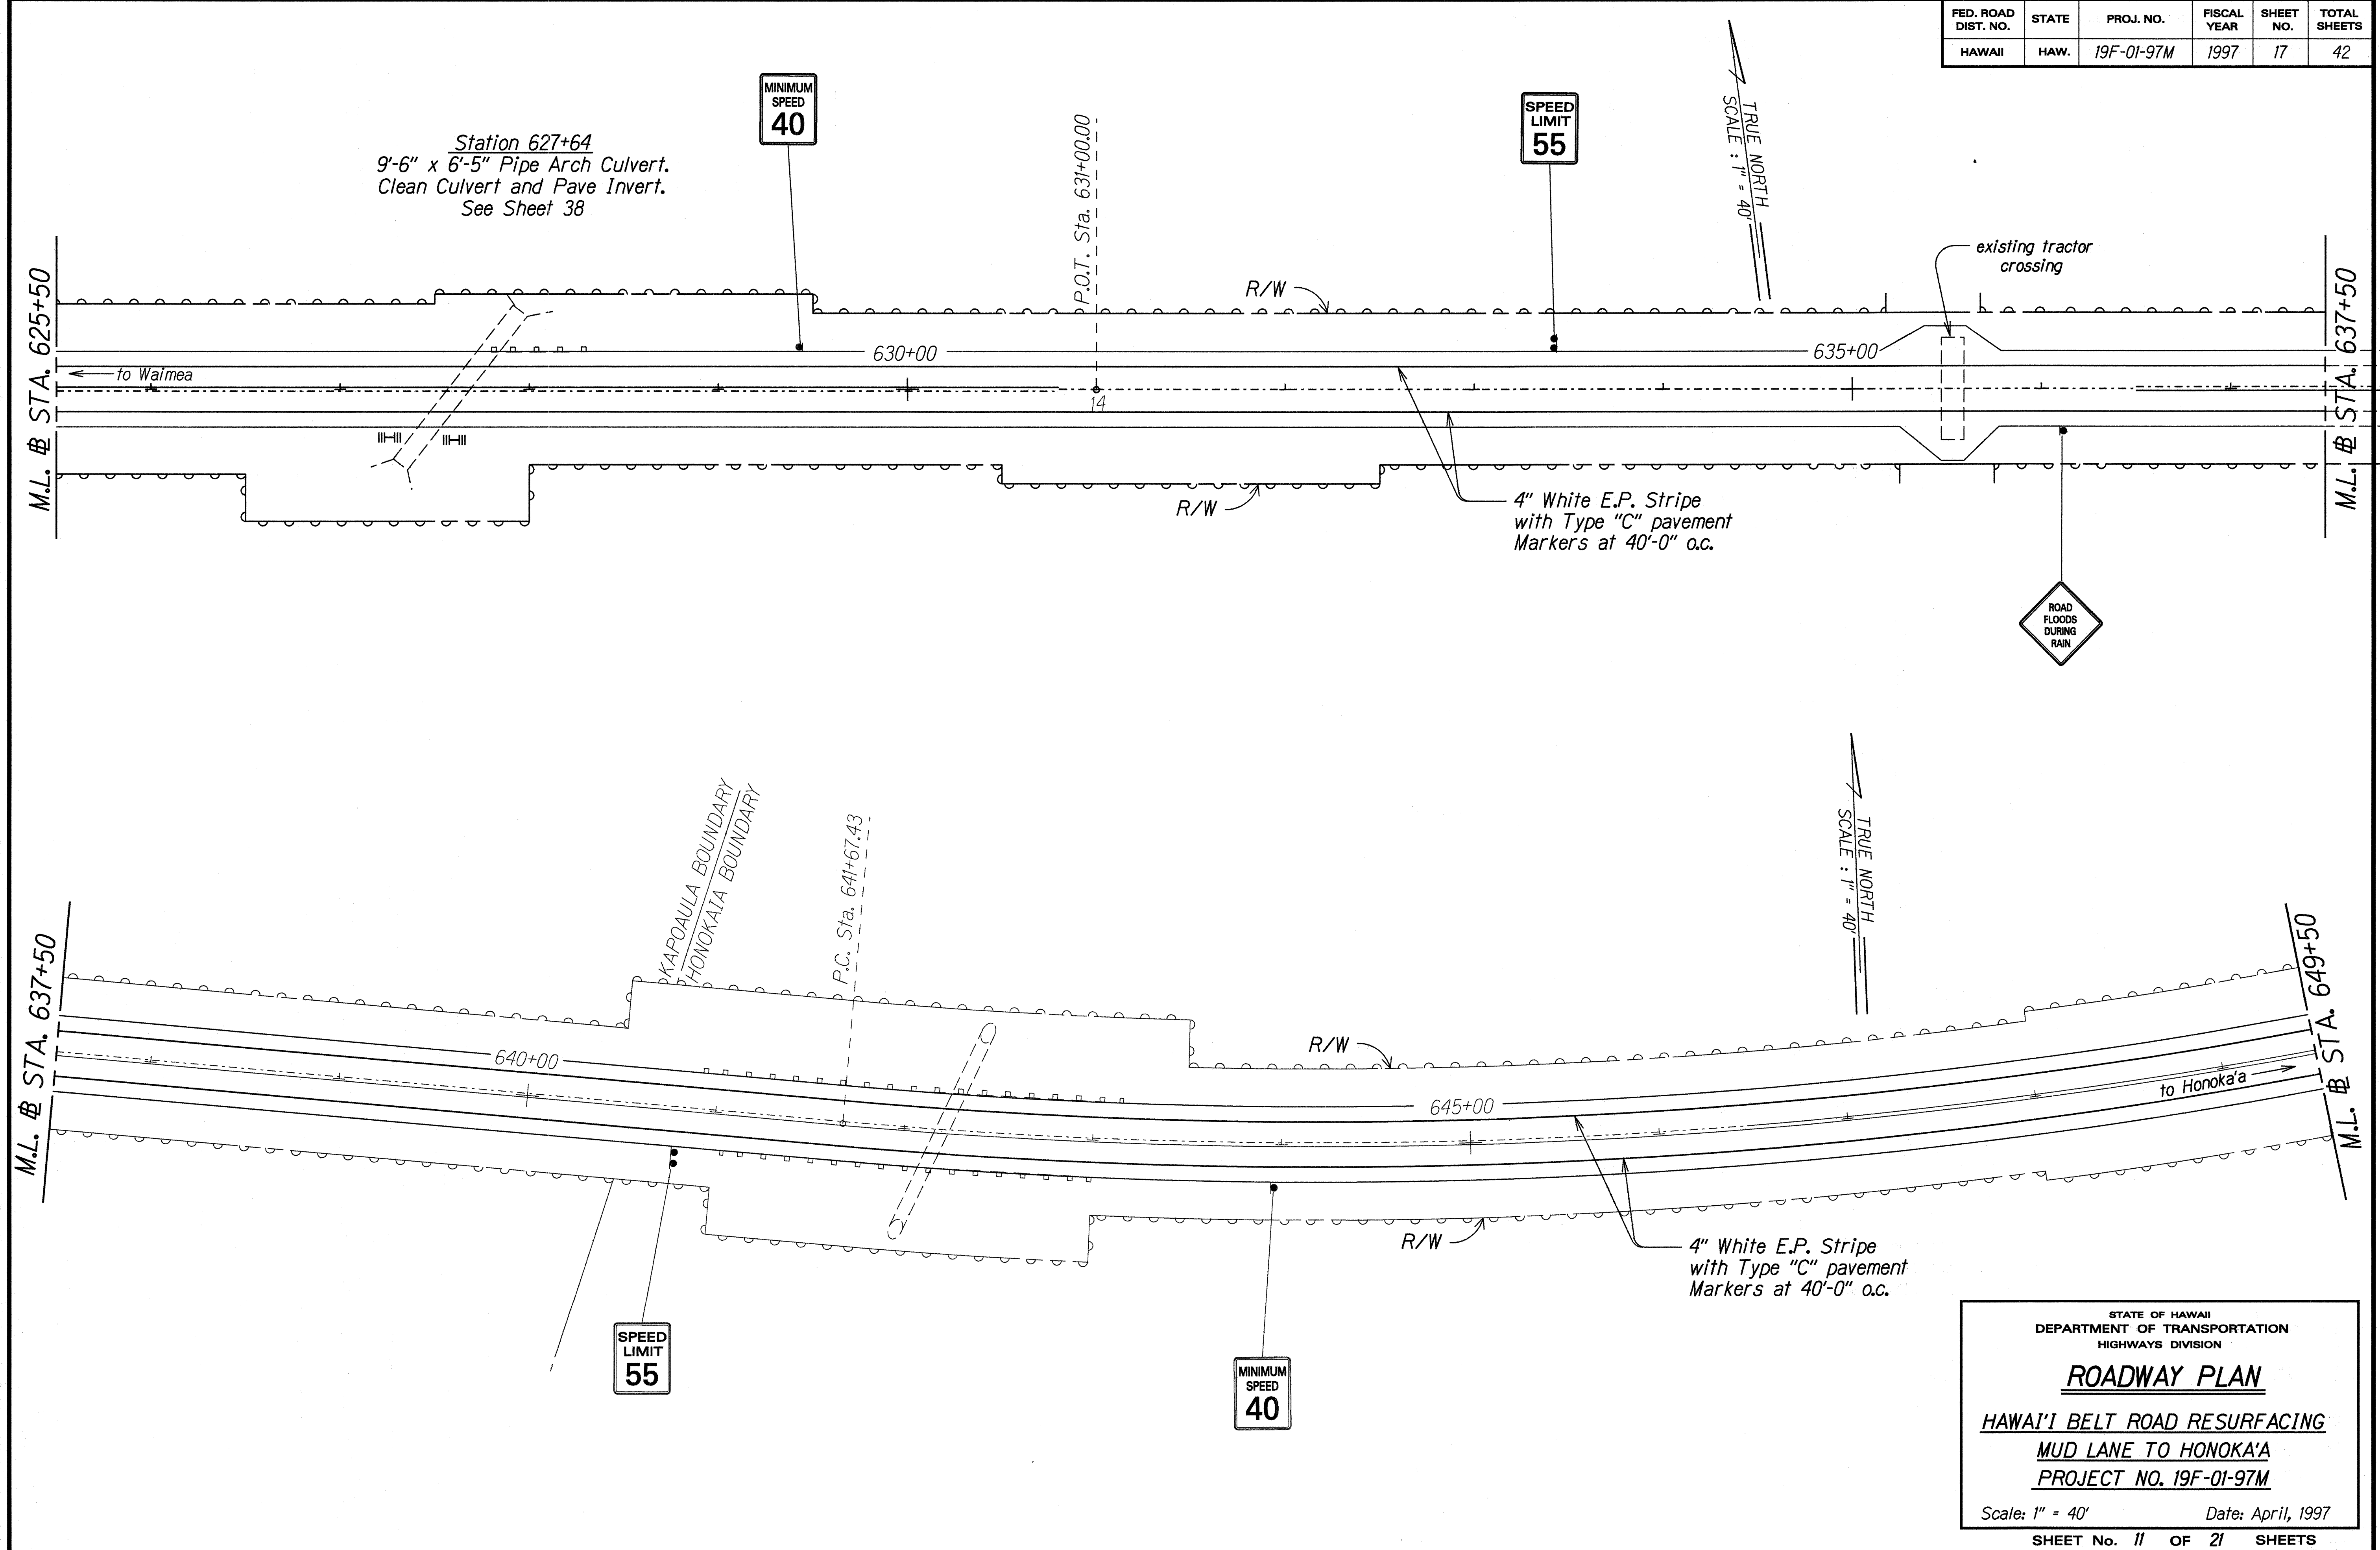 FED. ROAD DIST. NO. STATE PROJ. NO. FISCAL YEAR SHEET NO. TOTAL SHEETS
HAWAII HAW. 19F-01-97M 1997 17 42
MINIMUM
SPEED
40
SPEED
LIMIT
55
Station 627+64
9'-6" x 6'-5" Pipe Arch Culvert.
Clean Culvert and Pave Invert.
See Sheet 38
P.O.T. Sta. 631+00.00
TRUE NORTH
SCALE : 1" = 40'
existing tractor
crossing
R/W
M.L. ⅊ STA. 625+50
630+00
635+00
to Waimea
14
M.L. ⅊ STA. 637+50
R/W
4" White E.P. Stripe
with Type "C" pavement
Markers at 40'-0" o.c.
ROAD
FLOODS
DURING
RAIN
KAPOAULA BOUNDARY
HONOKAIA BOUNDARY
P.C. Sta. 641+67.43
TRUE NORTH
SCALE : 1" = 40'
M.L. ⅊ STA. 637+50
640+00
R/W
645+00
to Honoka'a
M.L. ⅊ STA. 649+50
R/W
4" White E.P. Stripe
with Type "C" pavement
Markers at 40'-0" o.c.
SPEED
LIMIT
55
MINIMUM
SPEED
40
STATE OF HAWAII
DEPARTMENT OF TRANSPORTATION
HIGHWAYS DIVISION
ROADWAY PLAN
HAWAI'I BELT ROAD RESURFACING
MUD LANE TO HONOKA'A
PROJECT NO. 19F-01-97M
Scale: 1" = 40' Date: April, 1997
SHEET No. 11 OF 21 SHEETS